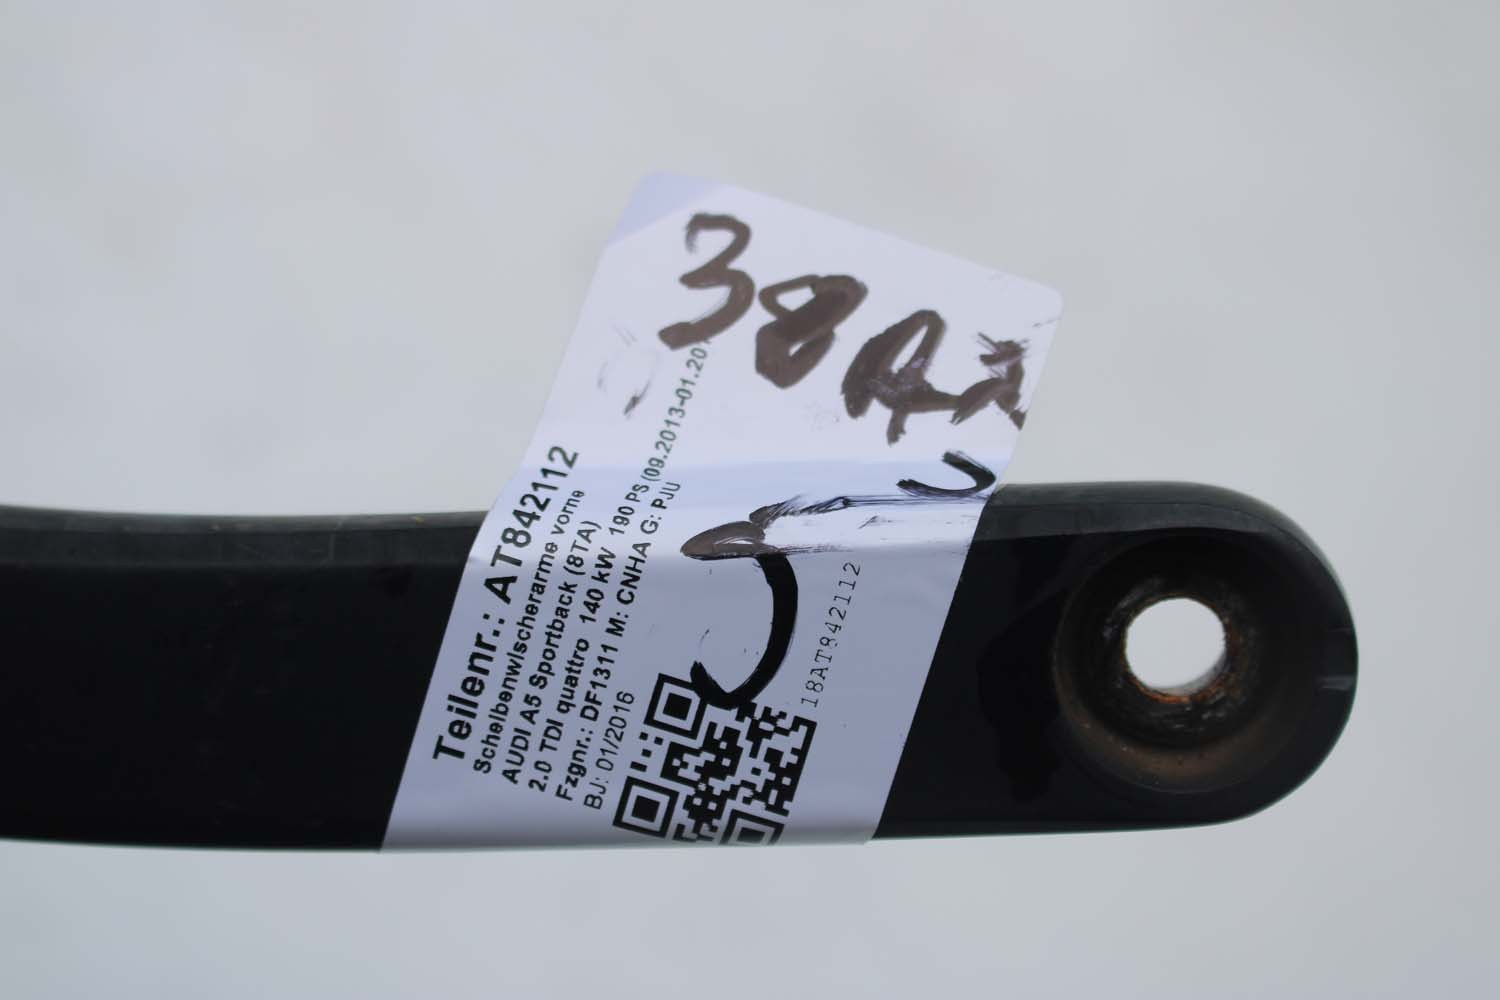 38
Teilenr.: AT842112
Scheibenwischerarme vorne
AUDI A5 Sportback (8TA)
2.0 TDI quattro 140 kW 190 PS (09.2013-01.20
Fzgnr.: DF1311 M: CNHA G: PJU
BJ: 01/2016
18AT842112